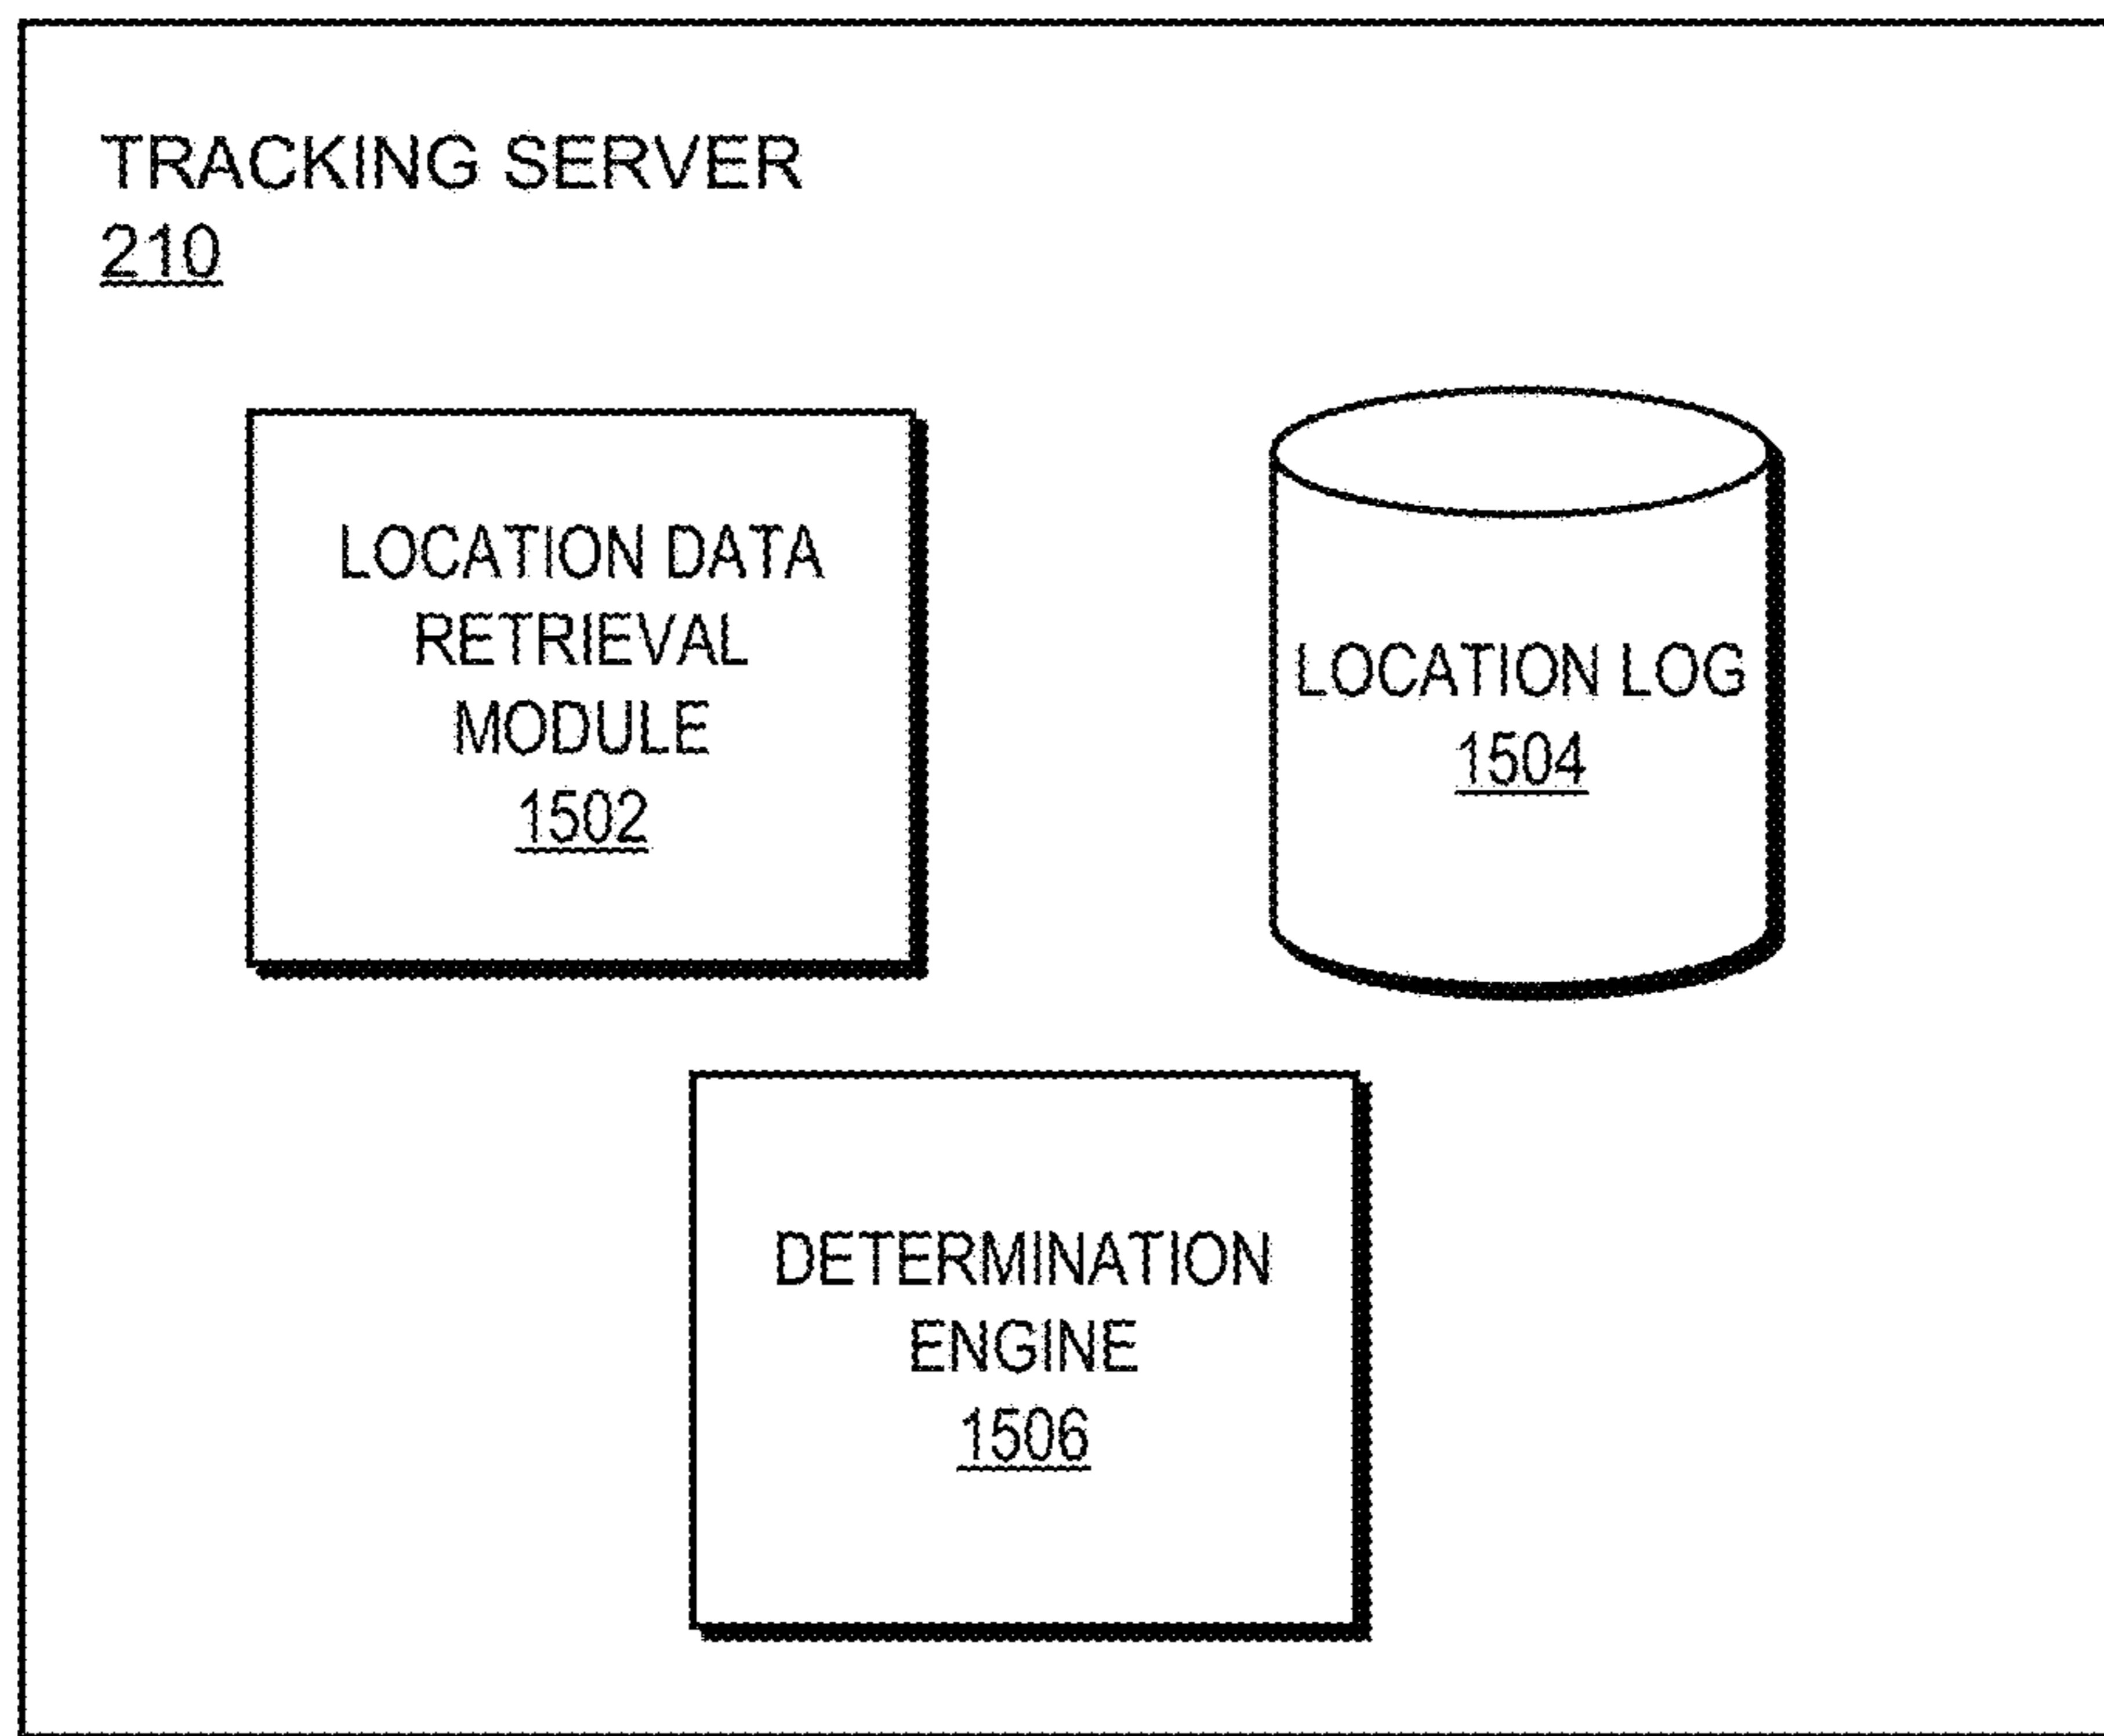 TRACKING SERVER
210
LOCATION DATA
RETRIEVAL
MODULE
1502
LOCATION LOG
1504
DETERMINATION
ENGINE
1506